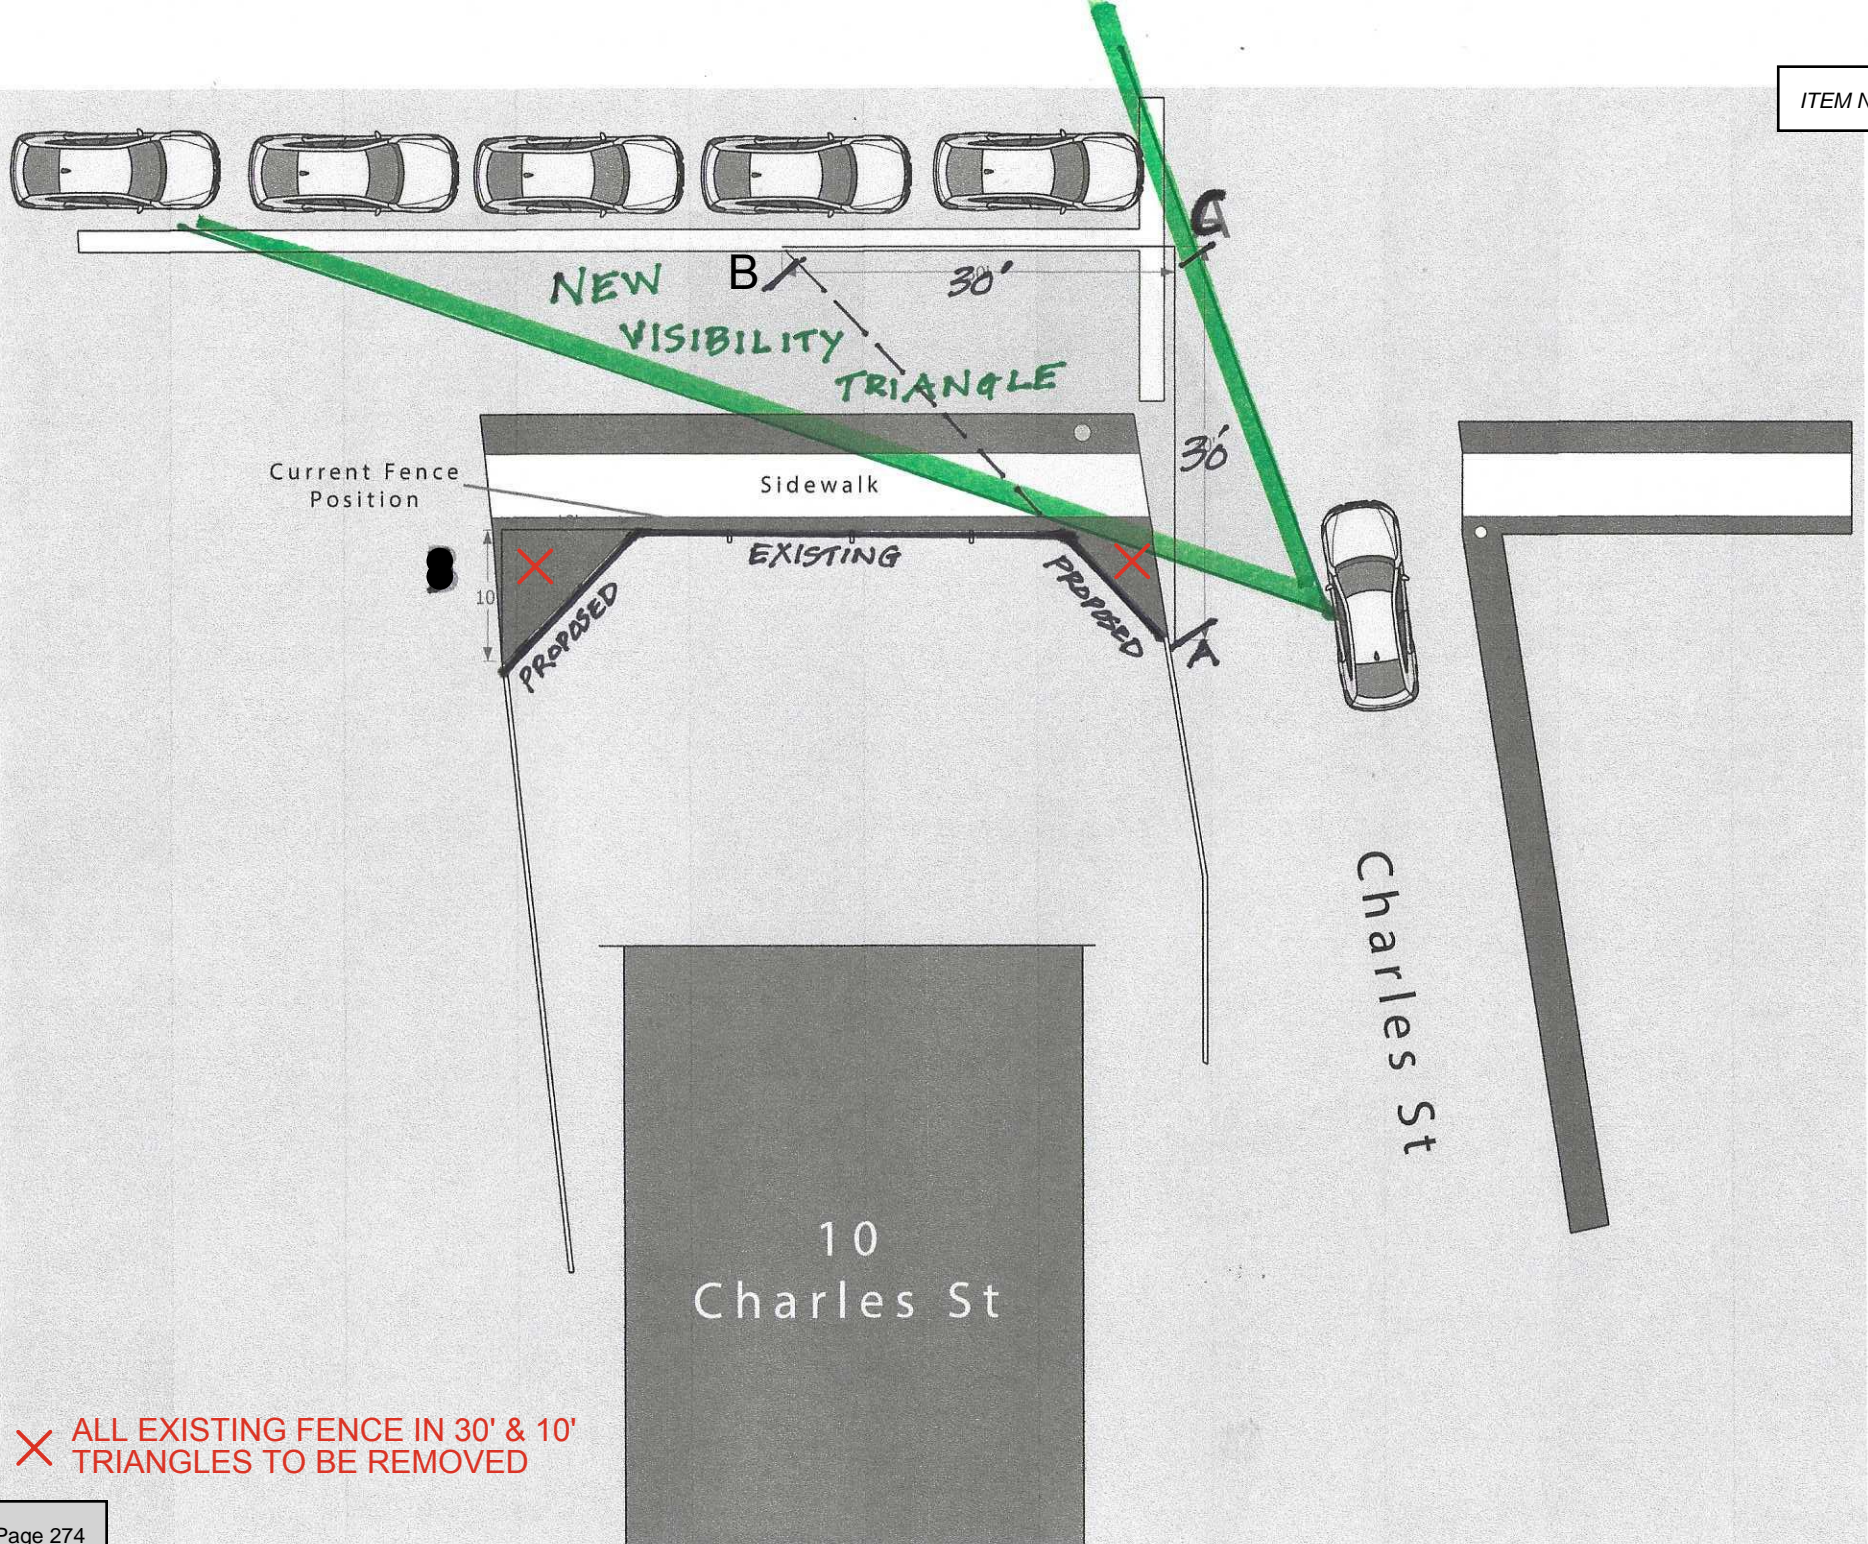 ITEM N
C
B
30'
NEW
VISIBILITY
TRIANGLE
30'
Current Fence
Position
Sidewalk
EXISTING
PROPOSED
PROPOSED
10
A
Charles St
10
Charles St
ALL EXISTING FENCE IN 30' & 10'
TRIANGLES TO BE REMOVED
Page 274